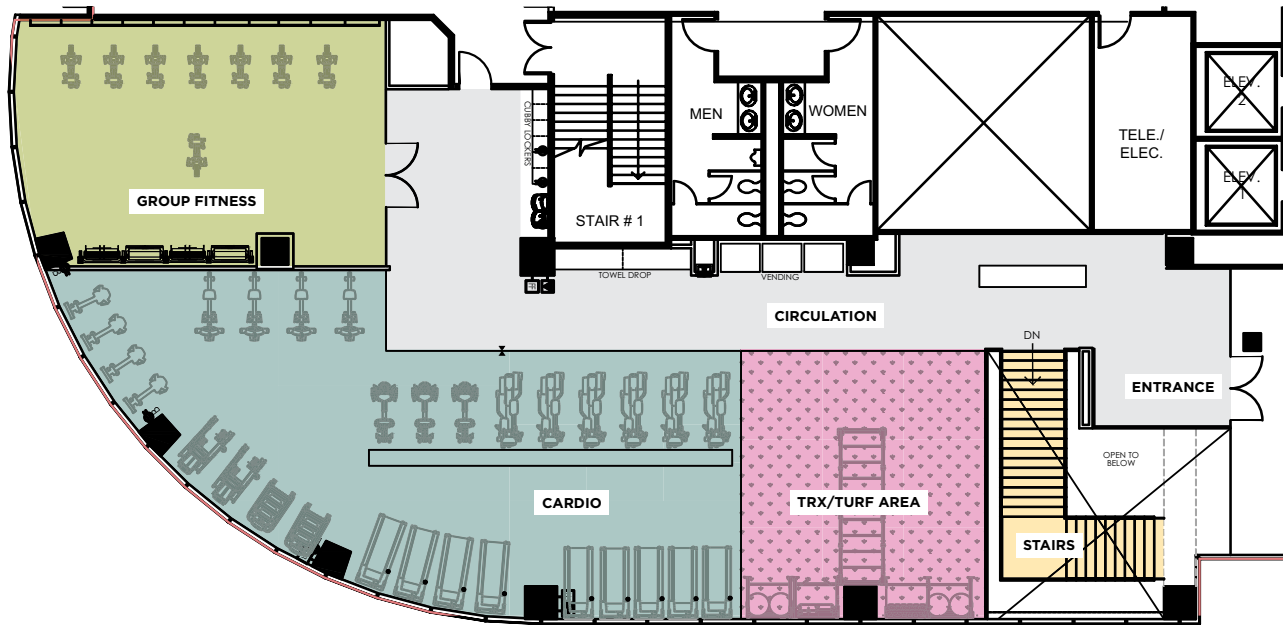 ELEV.
2
CUBBY LOCKERS
MEN
WOMEN
TELE./
ELEC.
ELEV.
1
GROUP FITNESS
STAIR # 1
TOWEL DROP
VENDING
CIRCULATION
DN
ENTRANCE
OPEN TO
BELOW
CARDIO
TRX/TURF AREA
STAIRS